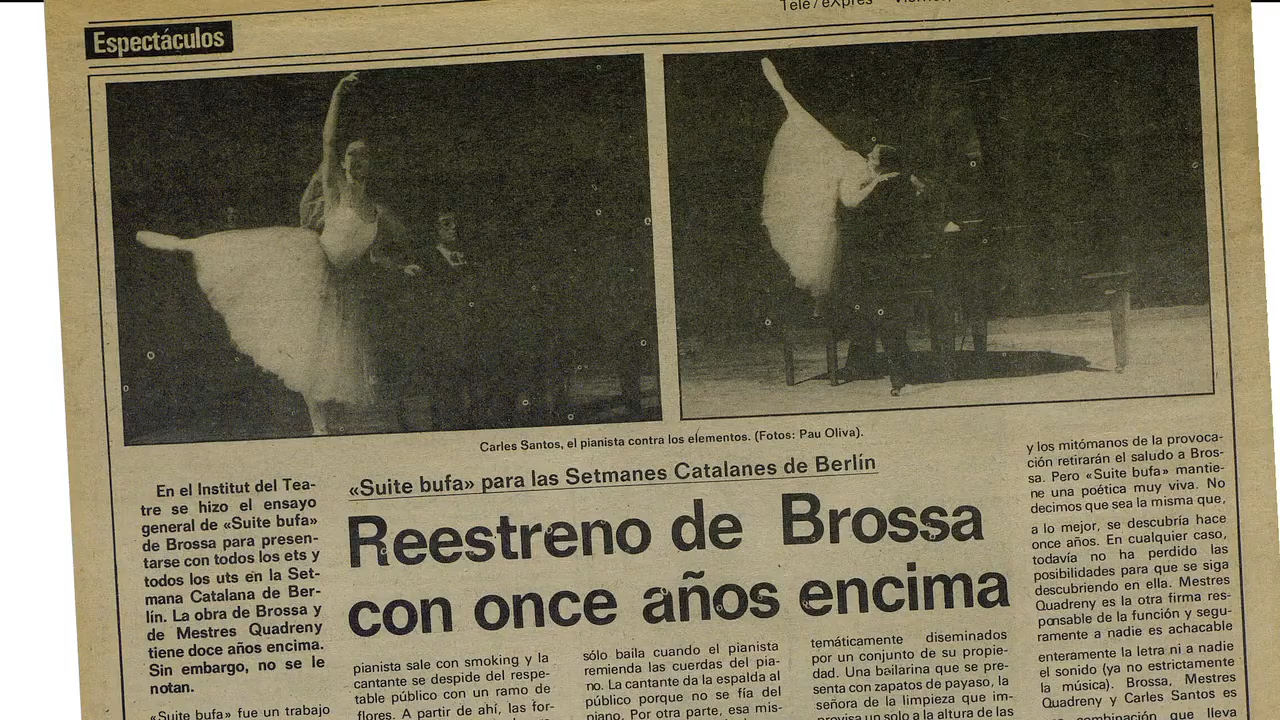 Tele/eXpres
Espectáculos
Carles Santos, el pianista contra los elementos. (Fotos: Pau Oliva).
«Suite bufa» para las Setmanes Catalanes de Berlín
Reestreno de Brossa
con once años encima
En el Institut del Tea-
tre se hizo el ensayo
general de «Suite bufa»
de Brossa para presen-
tarse con todos los ets y
todos los uts en la Set-
mana Catalana de Ber-
lín. La obra de Brossa y
de Mestres Quadreny
tiene doce años encima.
Sin embargo, no se le
notan.
«Suite bufa» fue un trabajo
pianista sale con smoking y la
cantante se despide del respe-
table público con un ramo de
flores. A partir de ahí, las for-
sólo baila cuando el pianista
remienda las cuerdas del pia-
no. La cantante da la espalda al
público porque no se fía del
piano. Por otra parte, esa mis-
temáticamente diseminados
por un conjunto de su propie-
dad. Una bailarina que se pre-
senta con zapatos de payaso, la
señora de la limpieza que im-
provisa un solo a la altura de las
y los mitómanos de la provoca-
ción retirarán el saludo a Bros-
sa. Pero «Suite bufa» mantie-
ne una poética muy viva. No
decimos que sea la misma que,
a lo mejor, se descubría hace
once años. En cualquier caso,
todavía no ha perdido las
posibilidades para que se siga
descubriendo en ella. Mestres
Quadreny es la otra firma res-
ponsable de la función y segu-
ramente a nadie es achacable
enteramente la letra ni a nadie
el sonido (ya no estrictamente
la música). Brossa, Mestres
Quadreny y Carles Santos es
combinación que lleva